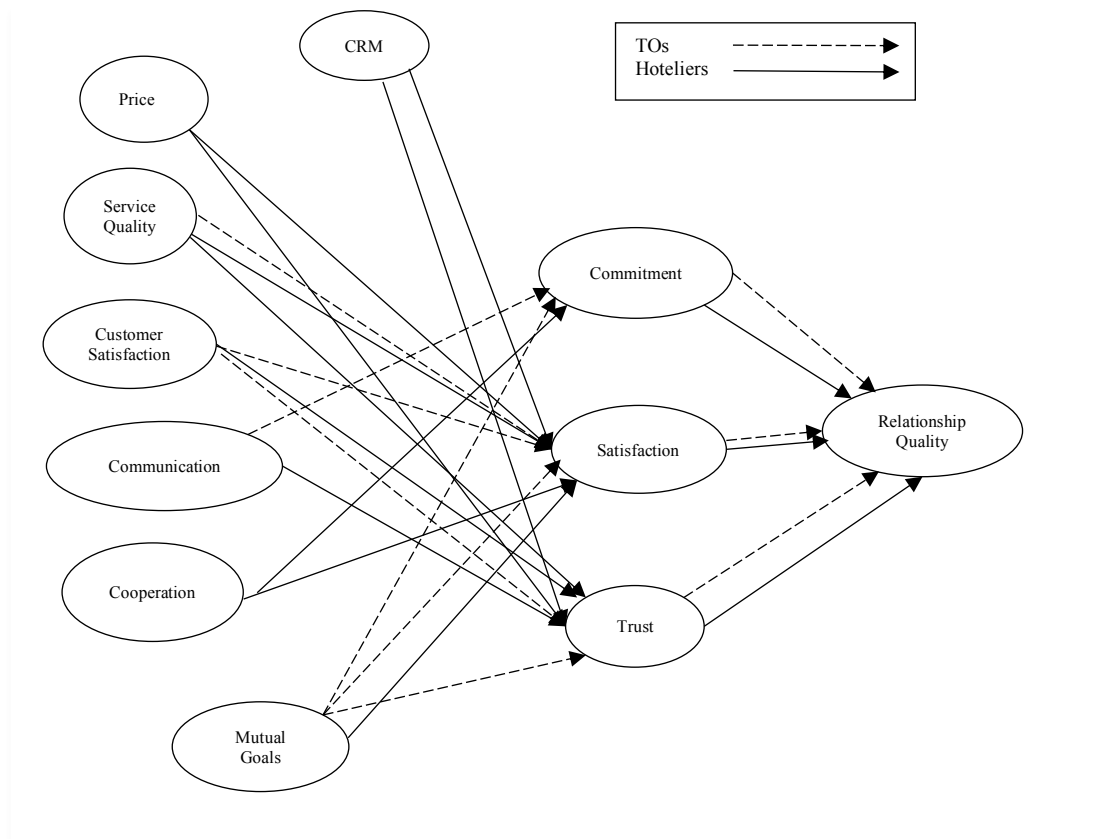 CRM
TOs
Hoteliers
Price
Service
Quality
Commitment
Customer
Satisfaction
Relationship
Quality
Satisfaction
Communication
Cooperation
Trust
Mutual
Goals